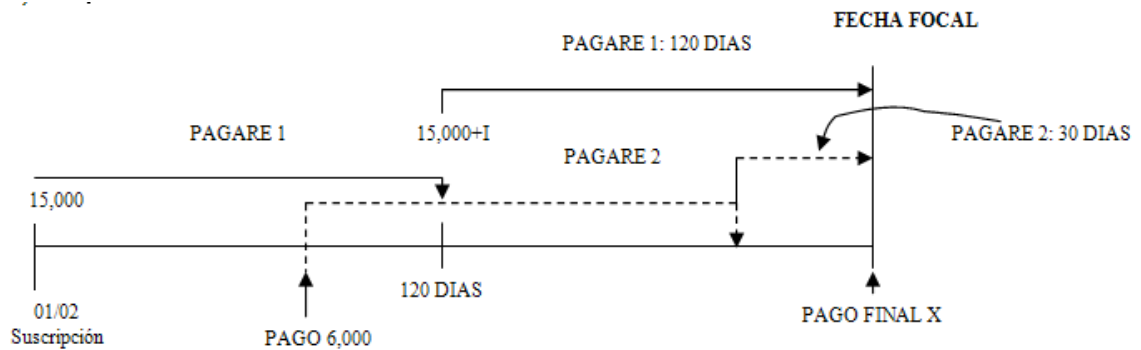 FECHA FOCAL
PAGARE 1: 120 DIAS
PAGARE 1
15,000+I
PAGARE 2: 30 DIAS
PAGARE 2
15,000
120 DIAS
01/02
Suscripción
PAGO 6,000
PAGO FINAL X